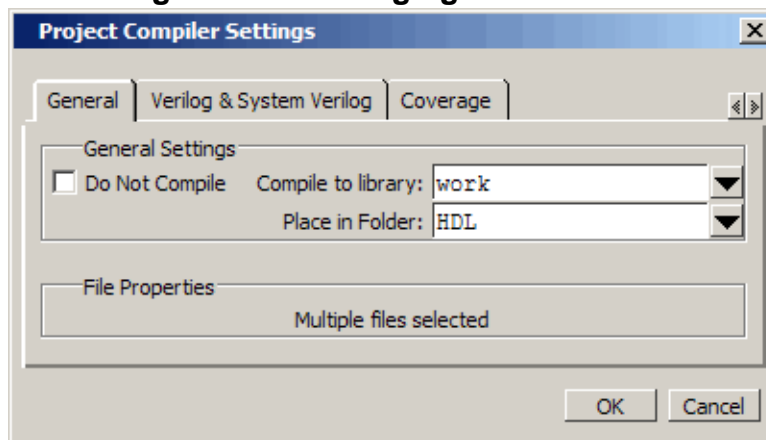 Project Compiler Settings
General Verilog & System Verilog Coverage
General Settings
Do Not Compile Compile to library: work
Place in Folder: HDL
File Properties
Multiple files selected
OK Cancel